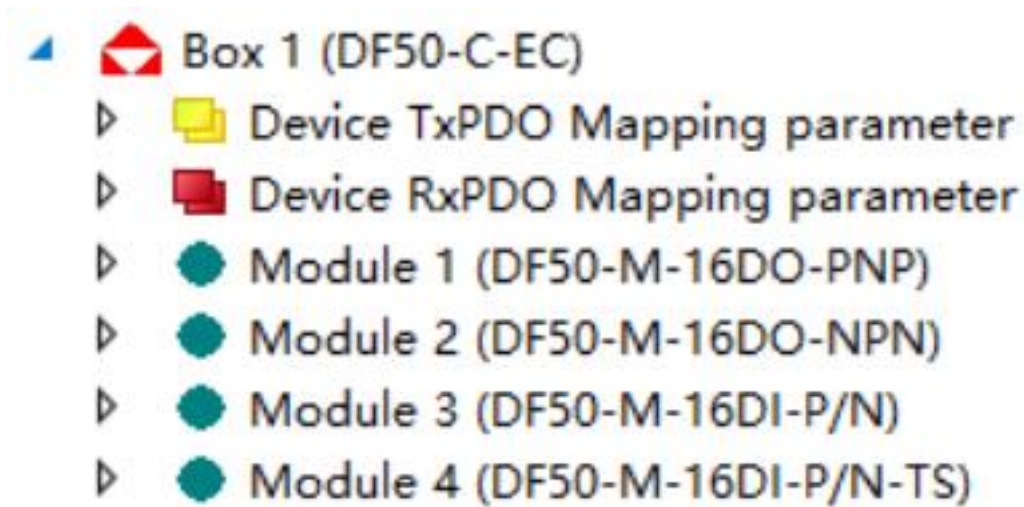 Box 1 (DF50-C-EC)
Device TxPDO Mapping parameter
Device RxPDO Mapping parameter
Module 1 (DF50-M-16DO-PNP)
Module 2 (DF50-M-16DO-NPN)
Module 3 (DF50-M-16DI-P/N)
Module 4 (DF50-M-16DI-P/N-TS)